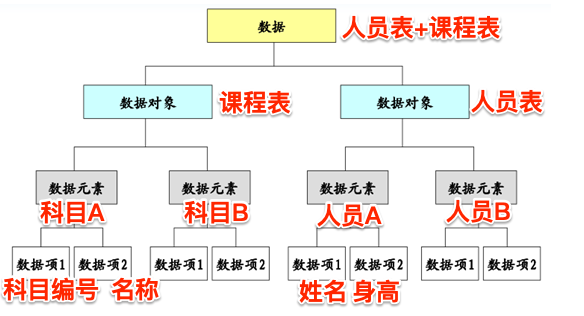 数据 人员表+课程表
数据对象 课程表 数据对象 人员表
数据元素 数据元素 数据元素 数据元素
科目A 科目B 人员A 人员B
数据项1 数据项2 数据项1 数据项2 数据项1 数据项2 数据项1 数据项2
科目编号 名称 姓名 身高